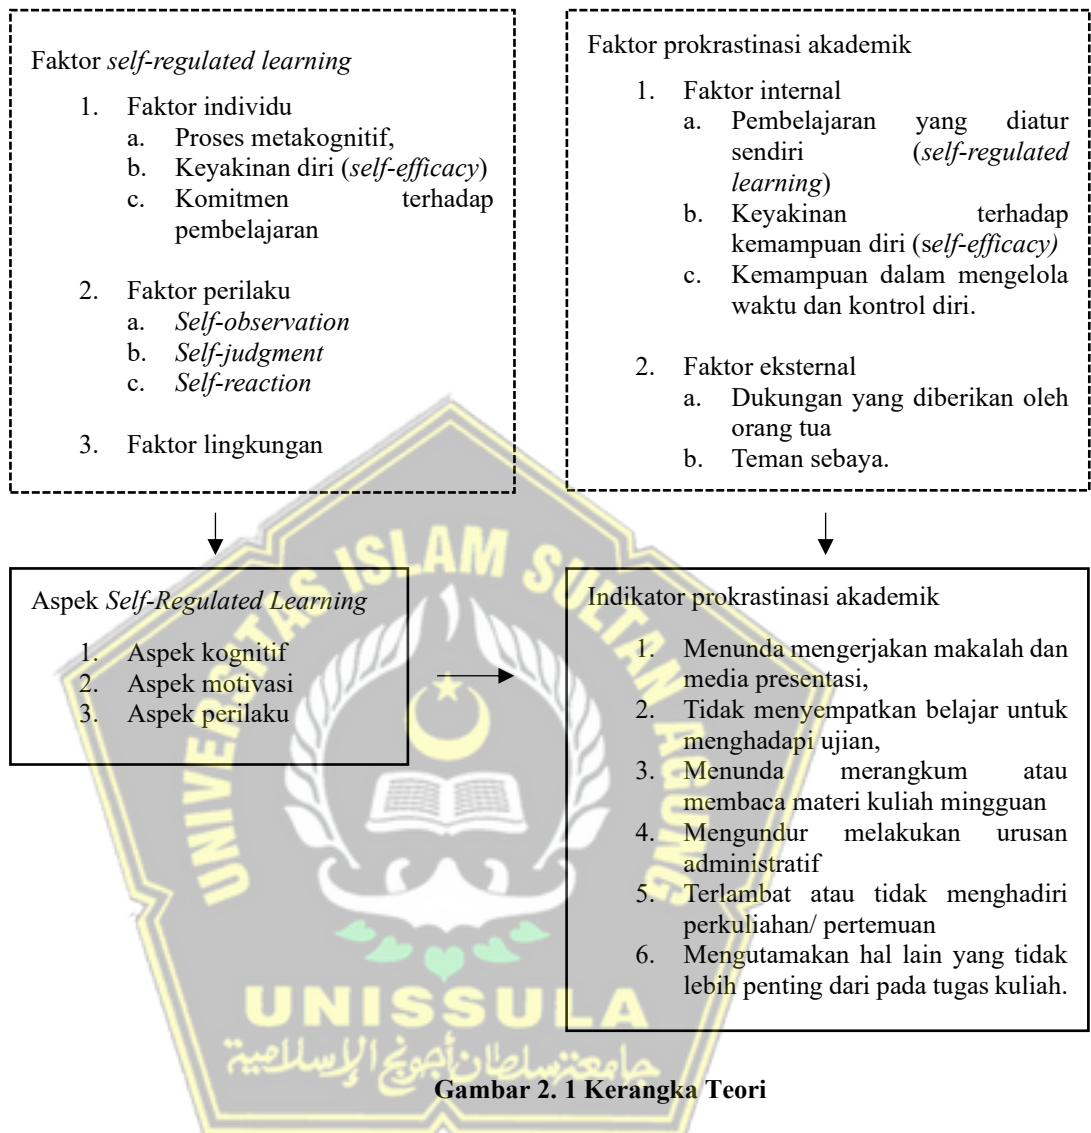 Faktor self-regulated learning
1. Faktor individu
a. Proses metakognitif,
b. Keyakinan diri (self-efficacy)
c. Komitmen terhadap
pembelajaran
2. Faktor perilaku
a. Self-observation
b. Self-judgment
c. Self-reaction
3. Faktor lingkungan
Faktor prokrastinasi akademik
1. Faktor internal
a. Pembelajaran yang diatur
sendiri (self-regulated
learning)
b. Keyakinan terhadap
kemampuan diri (self-efficacy)
c. Kemampuan dalam mengelola
waktu dan kontrol diri.
2. Faktor eksternal
a. Dukungan yang diberikan oleh
orang tua
b. Teman sebaya.
Aspek Self-Regulated Learning
1. Aspek kognitif
2. Aspek motivasi
3. Aspek perilaku
Indikator prokrastinasi akademik
1. Menunda mengerjakan makalah dan
media presentasi,
2. Tidak menyempatkan belajar untuk
menghadapi ujian,
3. Menunda merangkum atau
membaca materi kuliah mingguan
4. Mengundur melakukan urusan
administratif
5. Terlambat atau tidak menghadiri
perkuliahan/ pertemuan
6. Mengutamakan hal lain yang tidak
lebih penting dari pada tugas kuliah.
UNIVERSITAS ISLAM SULTAN AGUNG
UNISSULA
جامعة سلطان أجونج الإسلامية
Gambar 2. 1 Kerangka Teori